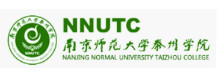 NNUTC
南京师范大学泰州学院
NANJING NORMAL UNIVERSITY TAIZHOU COLLEGE